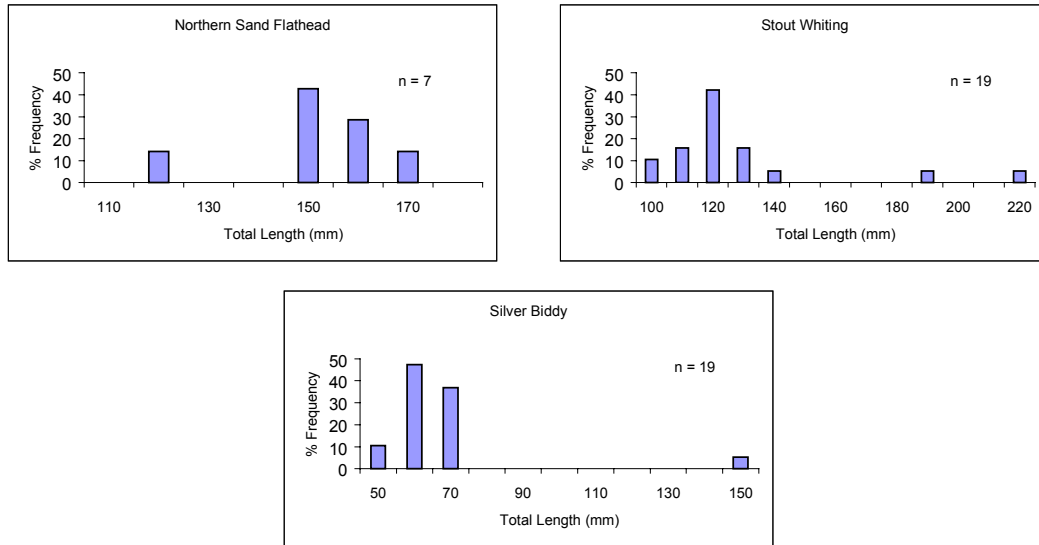 Northern Sand Flathead
n = 7
% Frequency
50
40
30
20
10
0
110 130 150 170
Total Length (mm)
Stout Whiting
n = 19
% Frequency
50
40
30
20
10
0
100 120 140 160 180 200 220
Total Length (mm)
Silver Biddy
n = 19
% Frequency
50
40
30
20
10
0
50 70 90 110 130 150
Total Length (mm)